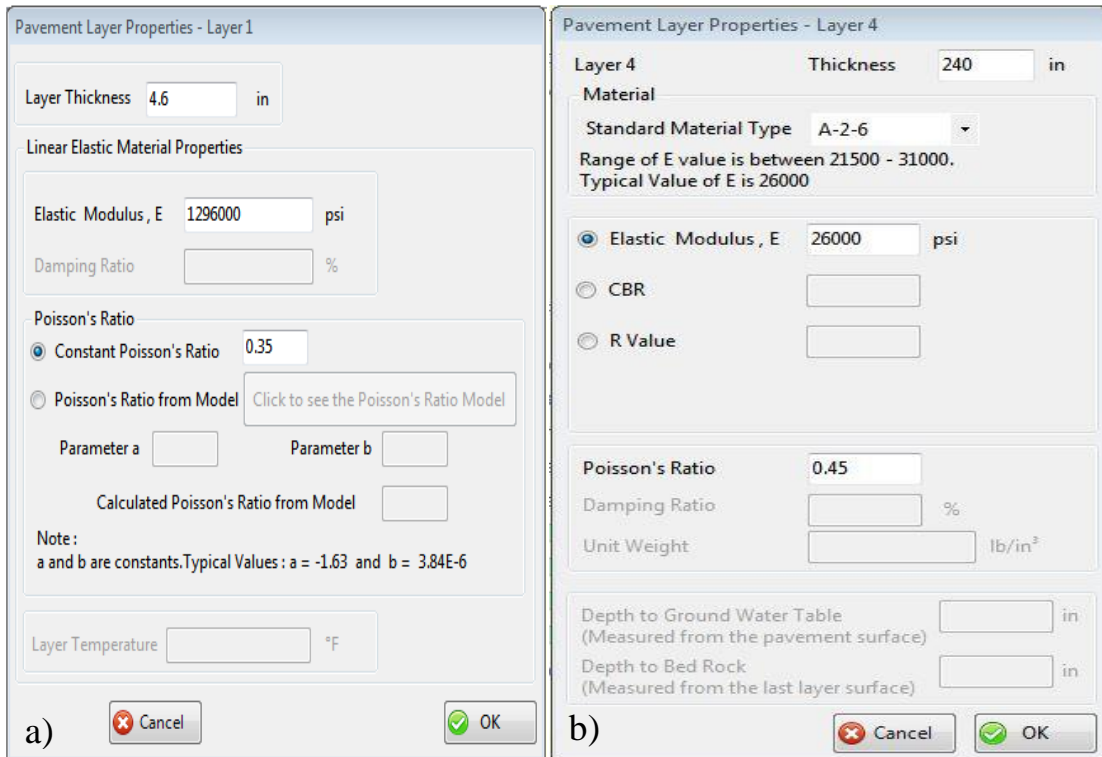 Pavement Layer Properties - Layer 1
Layer Thickness 4.6 in
Linear Elastic Material Properties
Elastic Modulus , E 1296000 psi
Damping Ratio %
Poisson's Ratio
Constant Poisson's Ratio 0.35
Poisson's Ratio from Model Click to see the Poisson's Ratio Model
Parameter a Parameter b
Calculated Poisson's Ratio from Model
Note :
a and b are constants.Typical Values : a = -1.63 and b = 3.84E-6
Layer Temperature °F
a) Cancel OK
Pavement Layer Properties - Layer 4
Layer 4 Thickness 240 in
Material
Standard Material Type A-2-6
Range of E value is between 21500 - 31000.
Typical Value of E is 26000
Elastic Modulus , E 26000 psi
CBR
R Value
Poisson's Ratio 0.45
Damping Ratio %
Unit Weight lb/in³
Depth to Ground Water Table in
(Measured from the pavement surface)
Depth to Bed Rock in
(Measured from the last layer surface)
b) Cancel OK